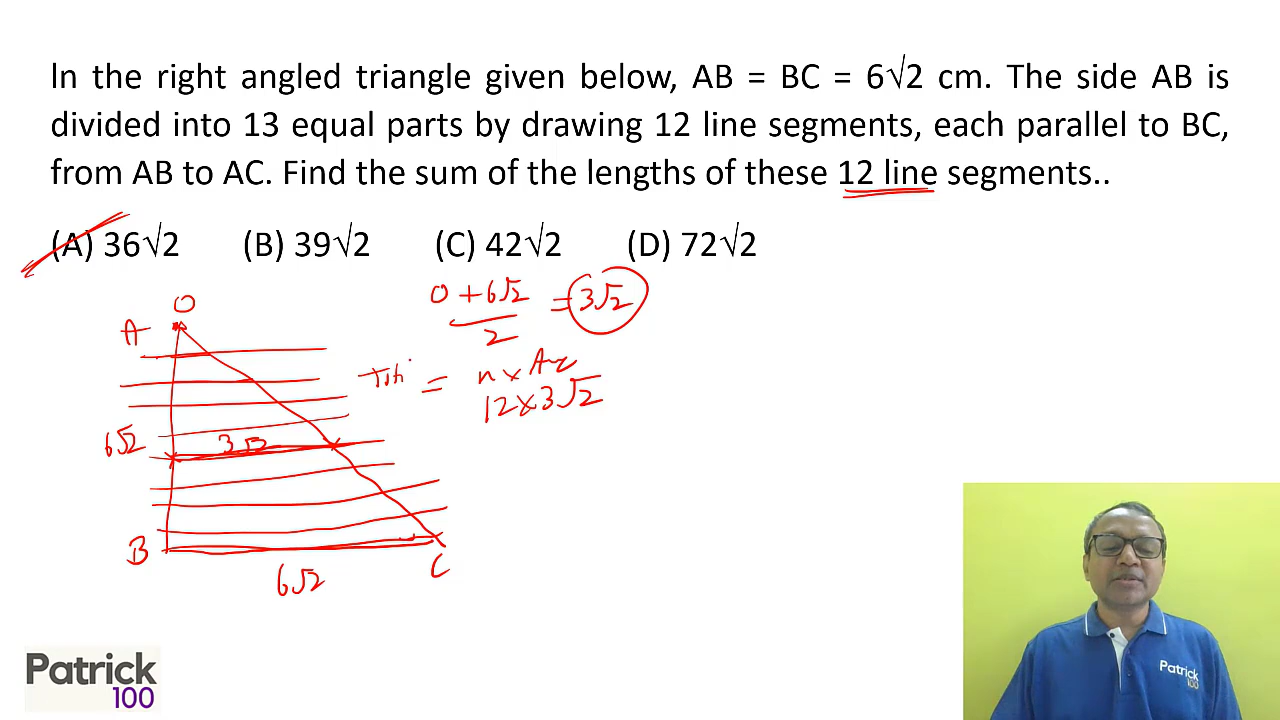 In the right angled triangle given below, AB = BC = 6√2 cm. The side AB is
divided into 13 equal parts by drawing 12 line segments, each parallel to BC,
from AB to AC. Find the sum of the lengths of these 12 line segments..
(A) 36√2 (B) 39√2 (C) 42√2 (D) 72√2
0 + 6√2
2
= 3√2
0
A
= n × Av
12 × 3√2
6√2
3√2
B
C
6√2
Patrick
100
Patrick
100